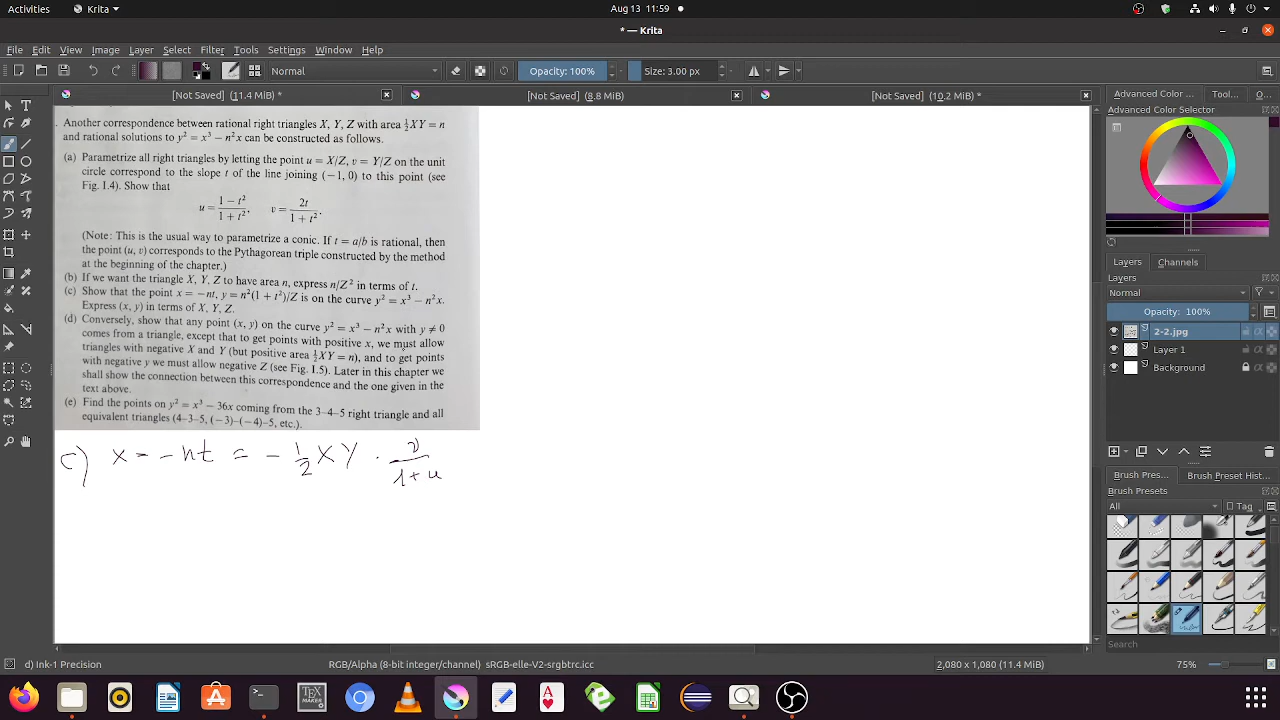 Activities Krita Aug 13 11:59
* — Krita
File Edit View Image Layer Select Filter Tools Settings Window Help
Normal Opacity: 100% Size: 3.00 px
[Not Saved] (11.4 MiB) * [Not Saved] (8.8 MiB) [Not Saved] (10.2 MiB) * Advanced Color ... Tool... O...
Advanced Color Selector
. Another correspondence between rational right triangles X, Y, Z with area ½XY = n
and rational solutions to y² = x³ − n²x can be constructed as follows.
(a) Parametrize all right triangles by letting the point u = X/Z, v = Y/Z on the unit
circle correspond to the slope t of the line joining (−1, 0) to this point (see
Fig. I.4). Show that
u = (1 − t²)/(1 + t²), v = 2t/(1 + t²).
(Note: This is the usual way to parametrize a conic. If t = a/b is rational, then
the point (u, v) corresponds to the Pythagorean triple constructed by the method
at the beginning of the chapter.)
(b) If we want the triangle X, Y, Z to have area n, express n/Z² in terms of t.
(c) Show that the point x = −nt, y = n²(1 + t²)/Z is on the curve y² = x³ − n²x.
Express (x, y) in terms of X, Y, Z.
(d) Conversely, show that any point (x, y) on the curve y² = x³ − n²x with y ≠ 0
comes from a triangle, except that to get points with positive x, we must allow
triangles with negative X and Y (but positive area ½XY = n), and to get points
with negative y we must allow negative Z (see Fig. I.5). Later in this chapter we
shall show the connection between this correspondence and the one given in the
text above.
(e) Find the points on y² = x³ − 36x coming from the 3–4–5 right triangle and all
equivalent triangles (4–3–5, (−3)–(−4)–5, etc.).
c) x = −nt = − ½ XY · v/(1+u)
Layers Channels
Normal
Opacity: 100%
2-2.jpg
Layer 1
Background
Brush Pres... Brush Preset Hist...
Brush Presets
All Tag
Search
d) Ink-1 Precision RGB/Alpha (8-bit integer/channel) sRGB-elle-V2-srgbtrc.icc 2,080 x 1,080 (11.4 MiB) 75%